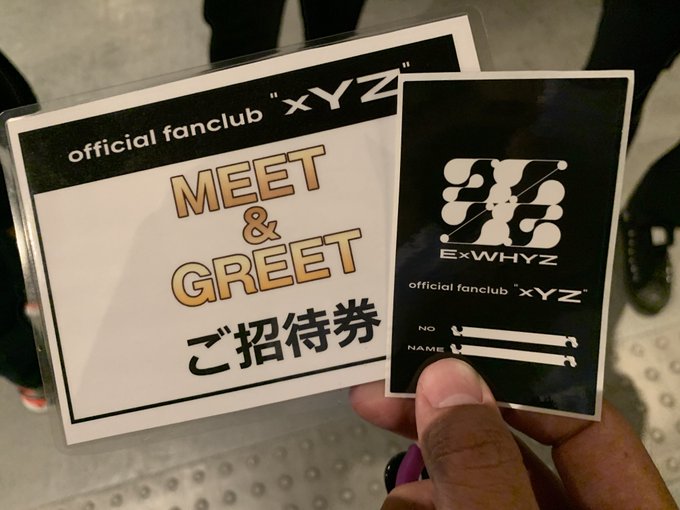 official fanclub "xYZ"
MEET
&
GREET
ご招待券
ExWHYZ
official fanclub "xYZ"
NO
NAME